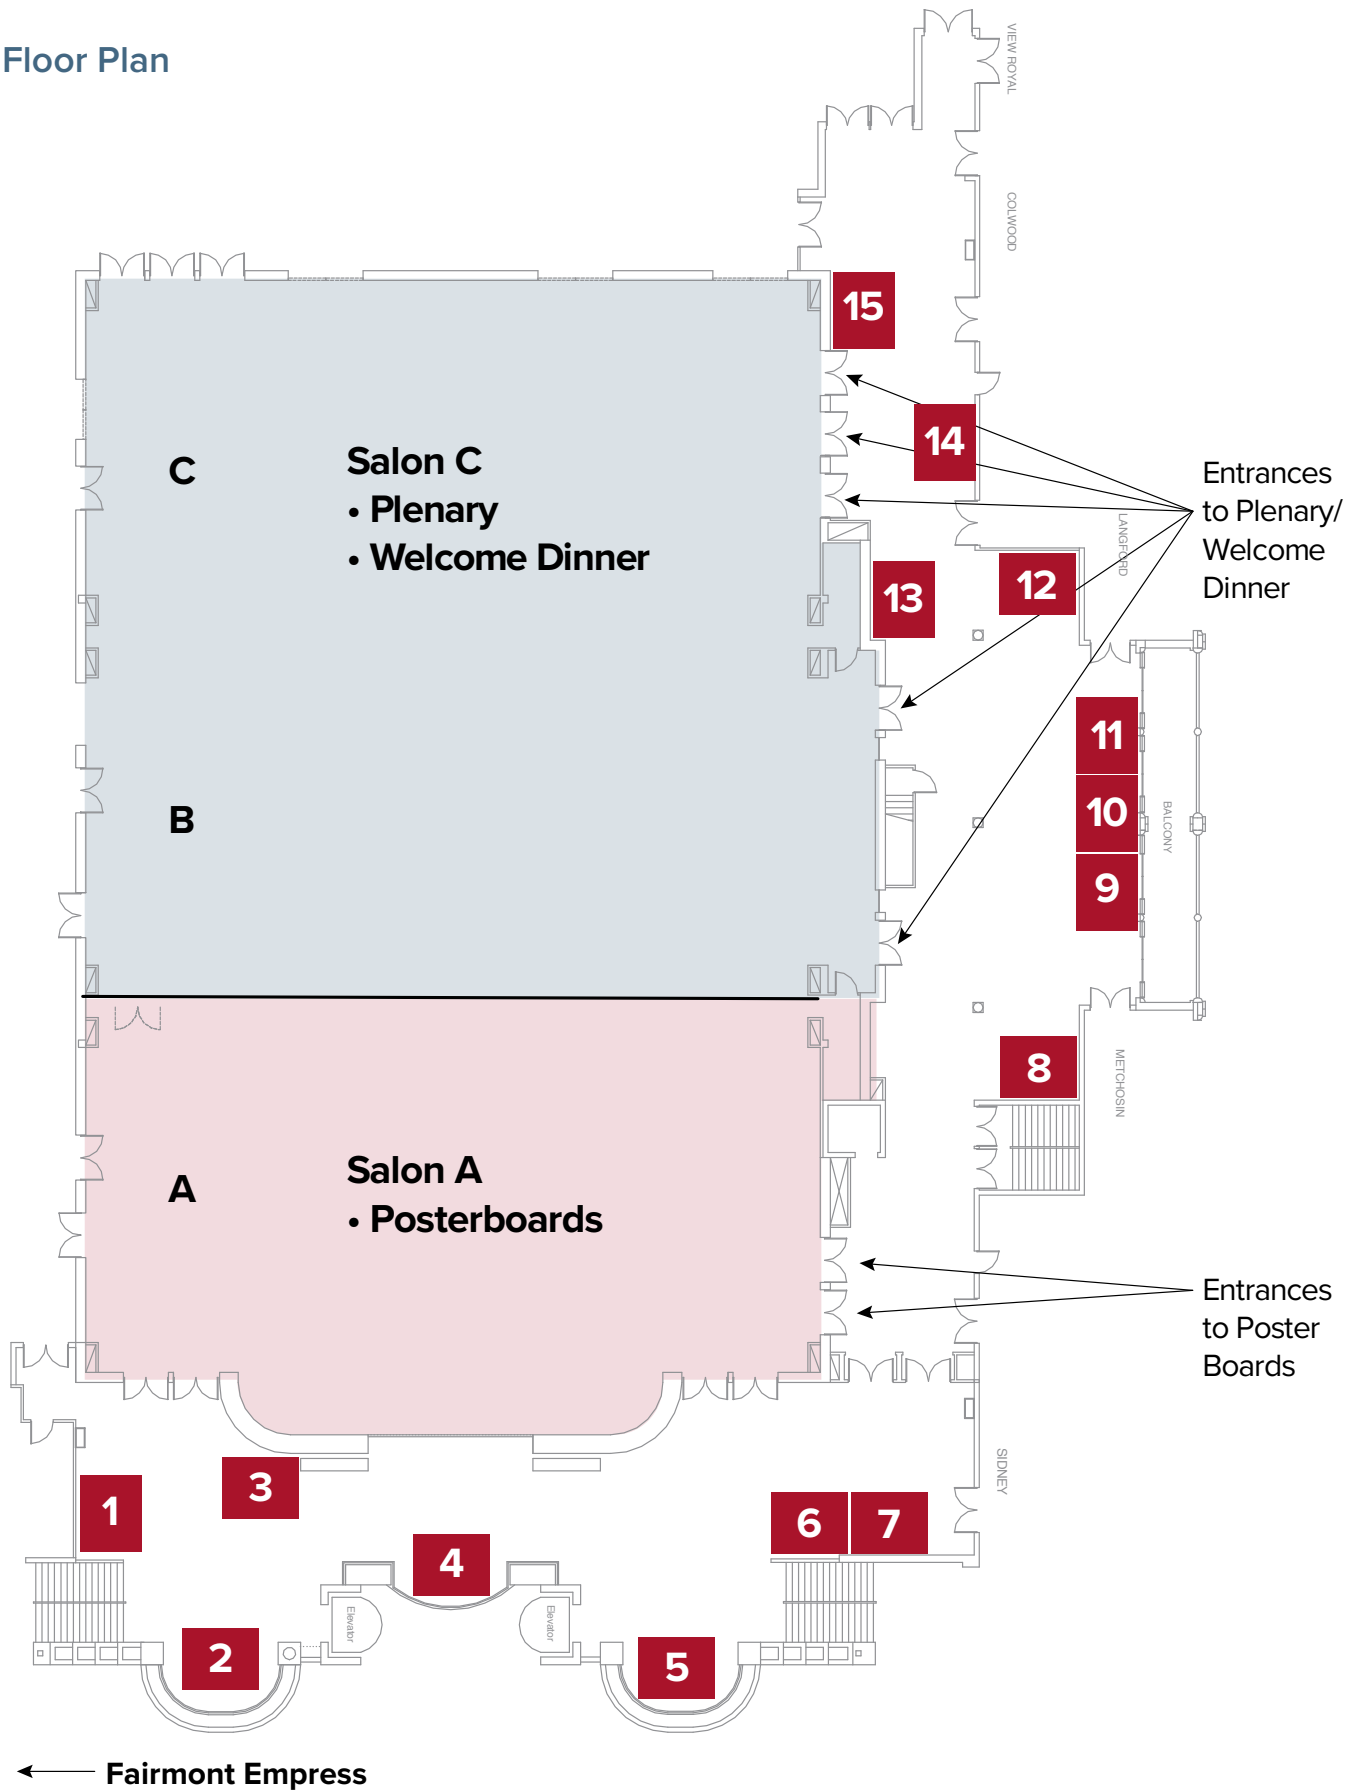 Floor Plan
VIEW ROYAL
COLWOOD
15
14
C
Salon C
• Plenary
• Welcome Dinner
Entrances
to Plenary/
Welcome
Dinner
LANGFORD
13
12
11
10
9
BALCONY
B
8
METCHOSIN
A
Salon A
• Posterboards
Entrances
to Poster
Boards
SIDNEY
1
3
6
7
4
Elevator
Elevator
2
5
Fairmont Empress